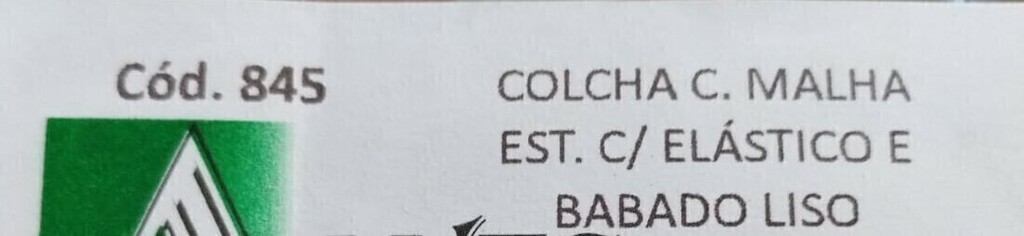 Cód. 845
COLCHA C. MALHA
EST. C/ ELÁSTICO E
BABADO LISO